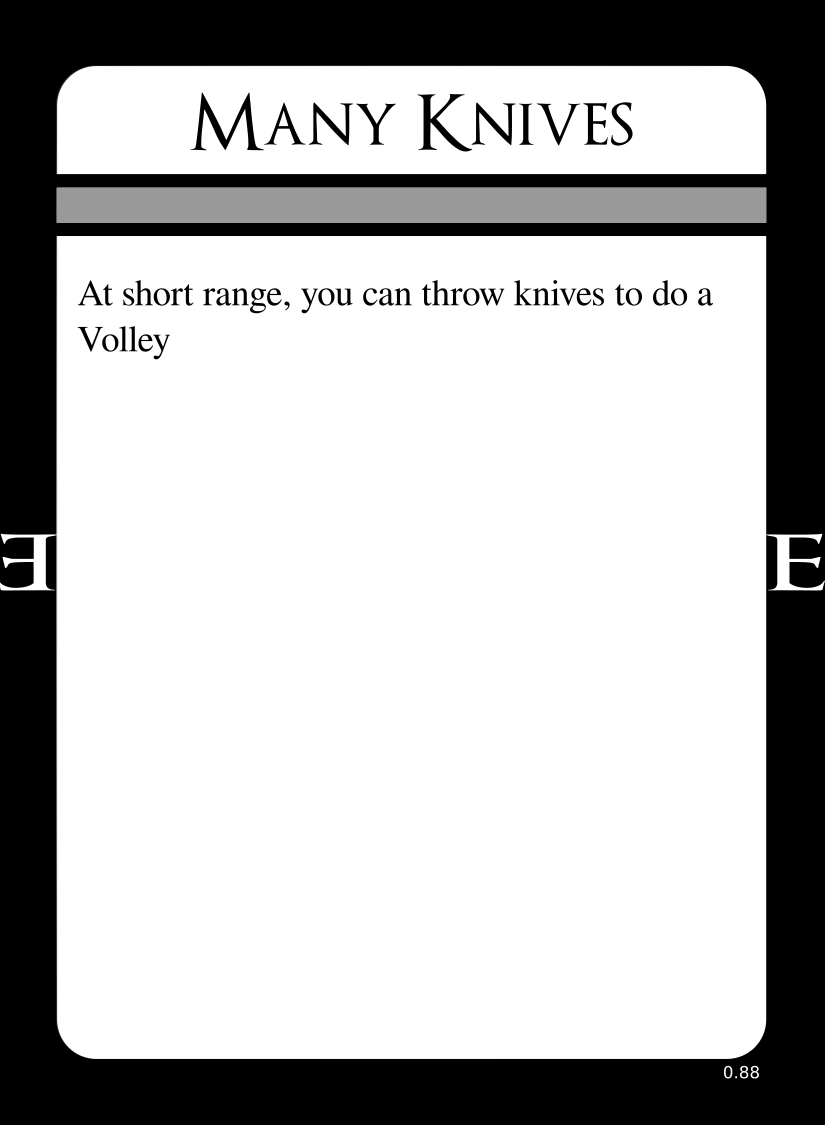 Many Knives
At short range, you can throw knives to do a
Volley
E
E
0.88